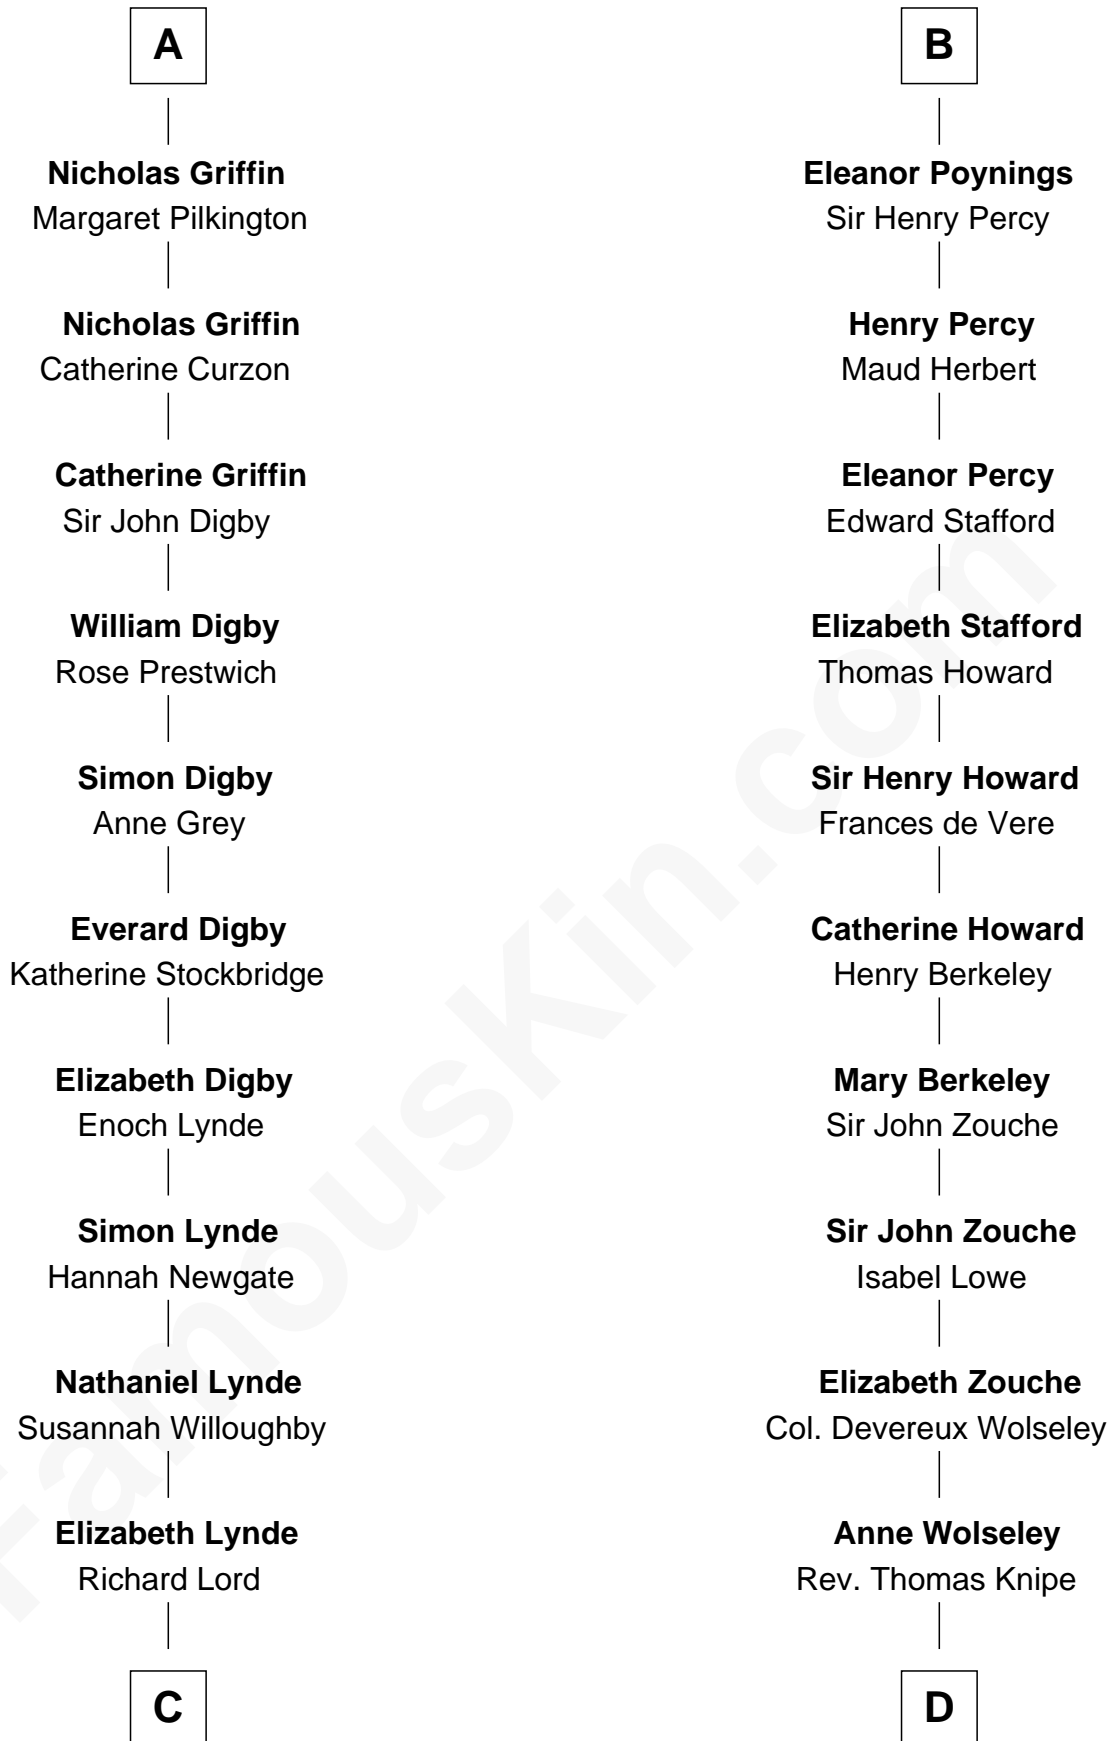 A
Nicholas Griffin
Margaret Pilkington
Nicholas Griffin
Catherine Curzon
Catherine Griffin
Sir John Digby
William Digby
Rose Prestwich
Simon Digby
Anne Grey
Everard Digby
Katherine Stockbridge
Elizabeth Digby
Enoch Lynde
Simon Lynde
Hannah Newgate
Nathaniel Lynde
Susannah Willoughby
Elizabeth Lynde
Richard Lord
C
B
Eleanor Poynings
Sir Henry Percy
Henry Percy
Maud Herbert
Eleanor Percy
Edward Stafford
Elizabeth Stafford
Thomas Howard
Sir Henry Howard
Frances de Vere
Catherine Howard
Henry Berkeley
Mary Berkeley
Sir John Zouche
Sir John Zouche
Isabel Lowe
Elizabeth Zouche
Col. Devereux Wolseley
Anne Wolseley
Rev. Thomas Knipe
D
FamousKin.com